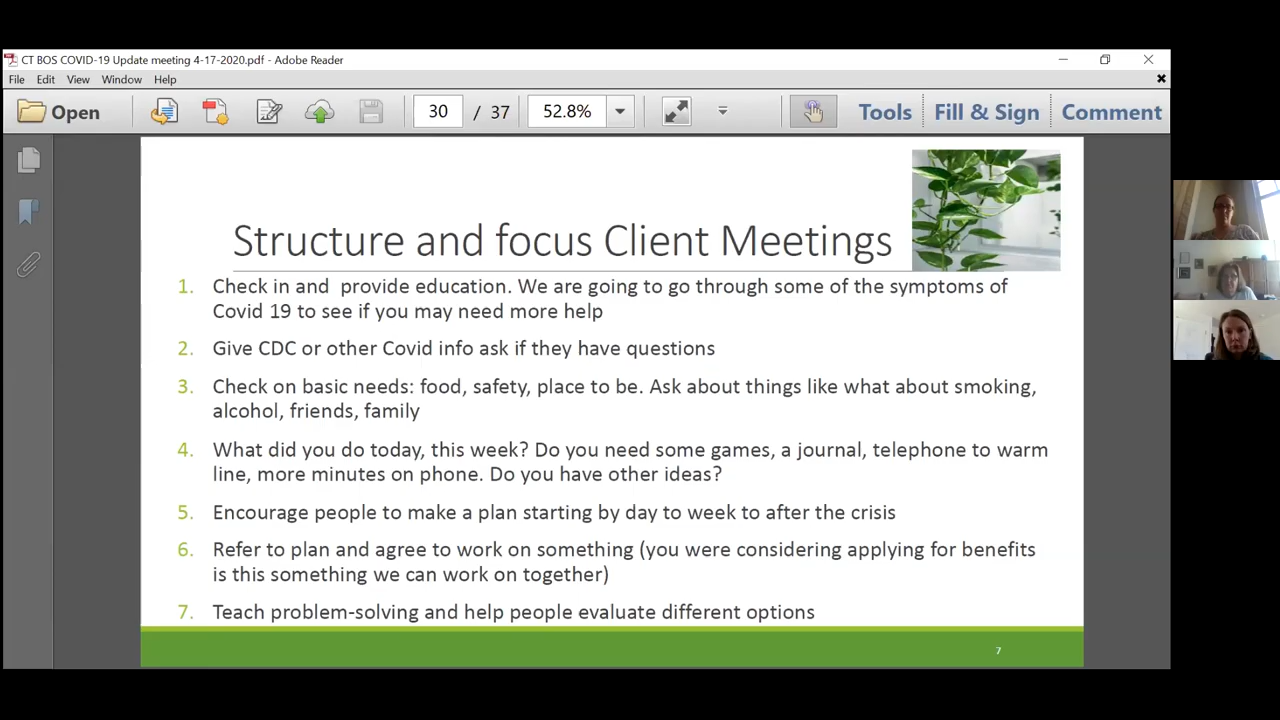 CT BOS COVID-19 Update meeting 4-17-2020.pdf - Adobe Reader
File Edit View Window Help
Open 30 / 37 52.8% Tools Fill & Sign Comment
Structure and focus Client Meetings
1. Check in and provide education. We are going to go through some of the symptoms of
Covid 19 to see if you may need more help
2. Give CDC or other Covid info ask if they have questions
3. Check on basic needs: food, safety, place to be. Ask about things like what about smoking,
alcohol, friends, family
4. What did you do today, this week? Do you need some games, a journal, telephone to warm
line, more minutes on phone. Do you have other ideas?
5. Encourage people to make a plan starting by day to week to after the crisis
6. Refer to plan and agree to work on something (you were considering applying for benefits
is this something we can work on together)
7. Teach problem-solving and help people evaluate different options
7